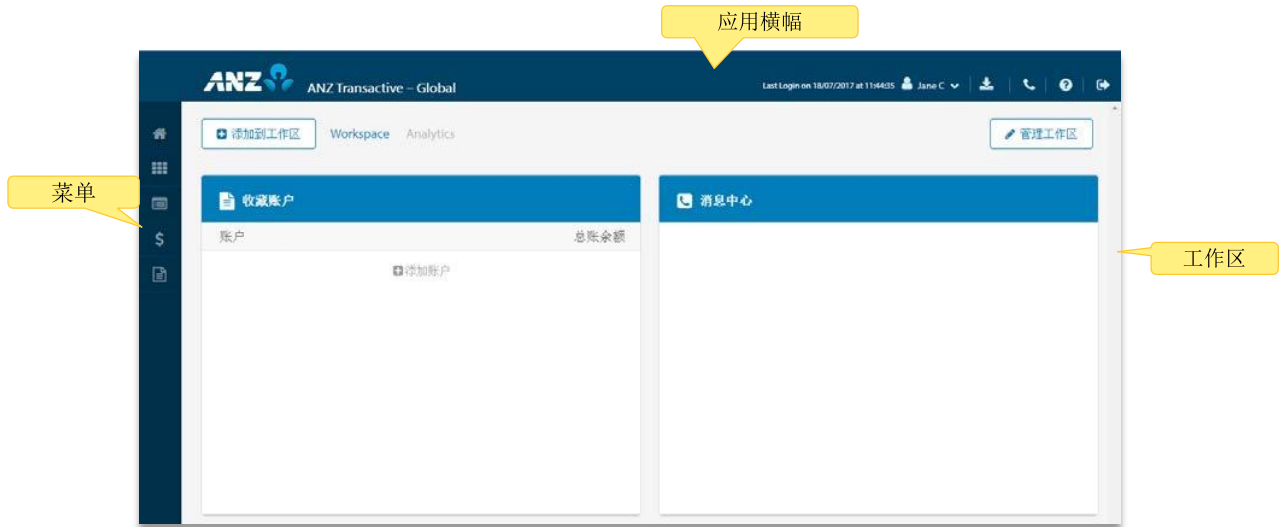 应用横幅
ANZ ANZ Transactive – Global Last Login on 18/07/2017 at 11:44:35 Jane C
添加到工作区 Workspace Analytics 管理工作区
菜单
收藏账户 消息中心
账户 总账余额
工作区
添加账户